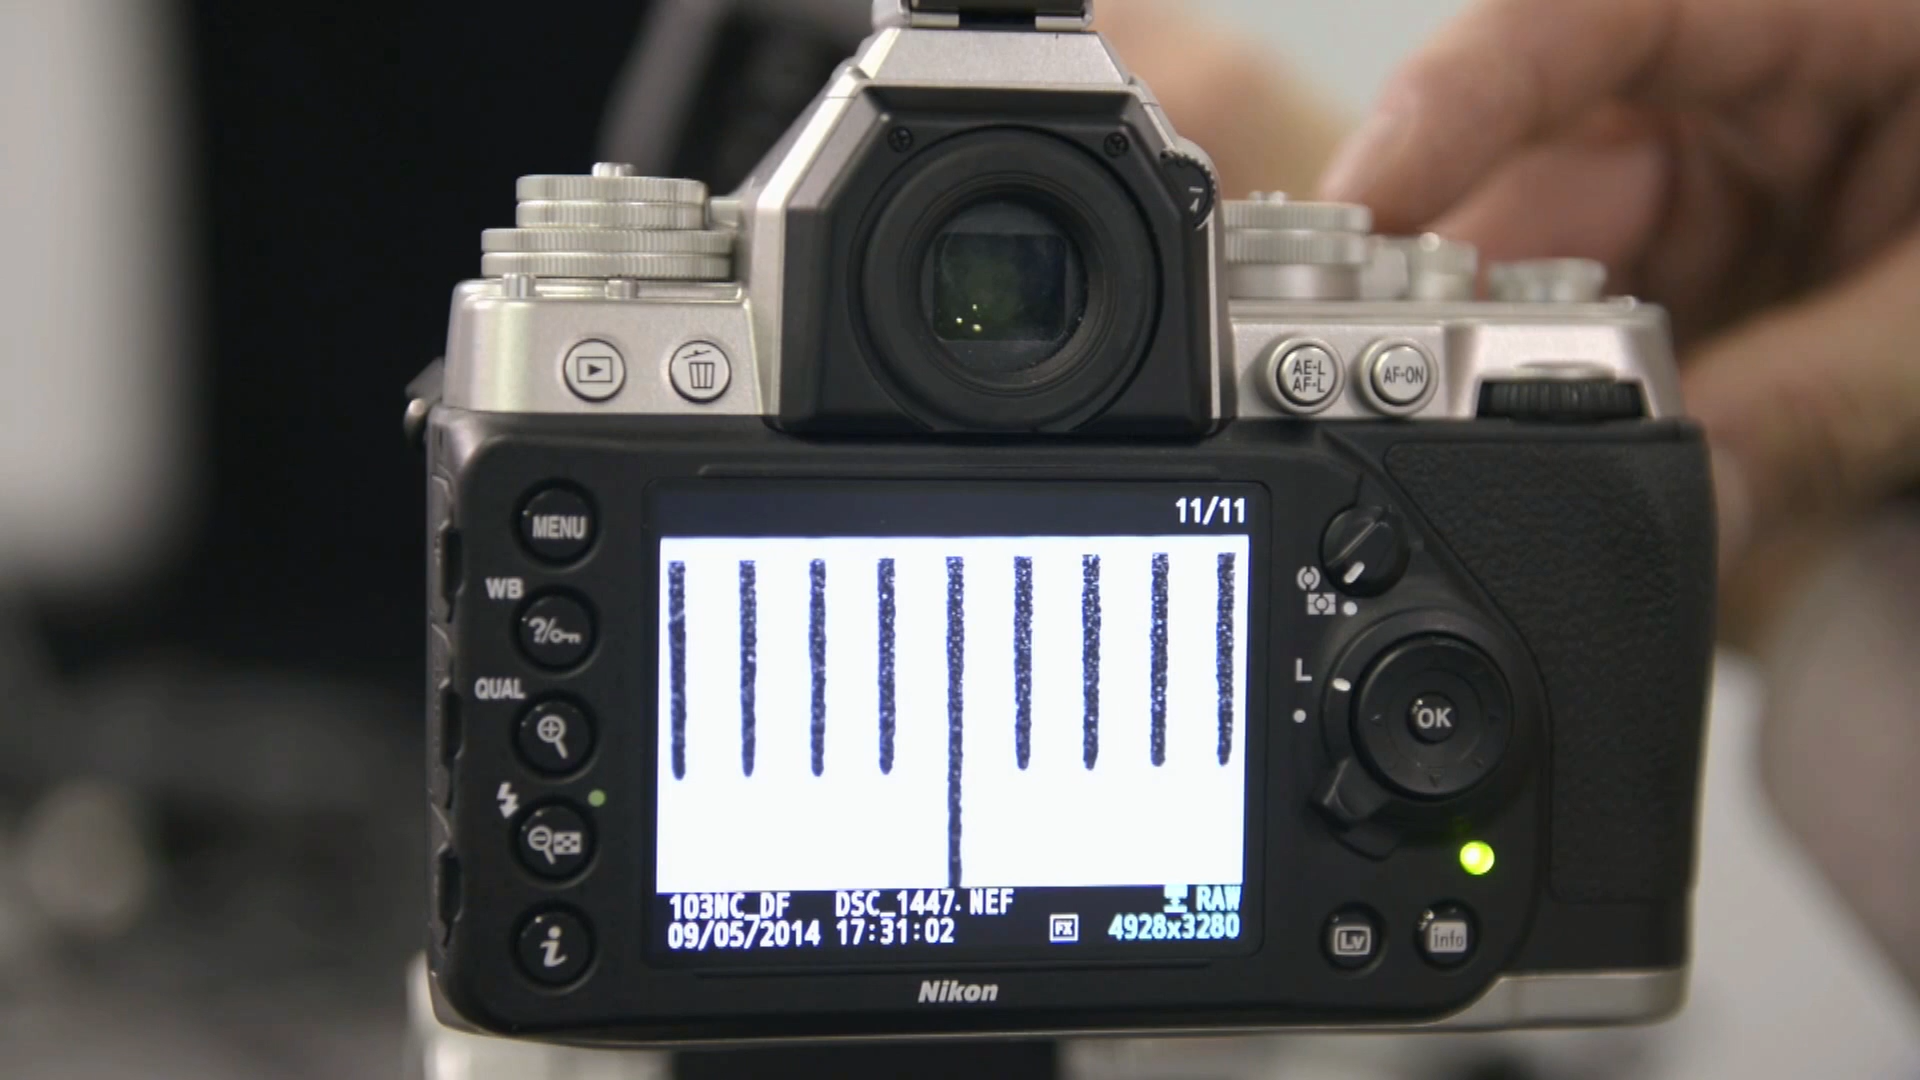 AE-L
AF-L
AF-ON
MENU
11/11
WB
?/
QUAL
L
OK
103NC_DF DSC_1447.NEF RAW
09/05/2014 17:31:02 FX 4928x3280
i
Lv
info
Nikon